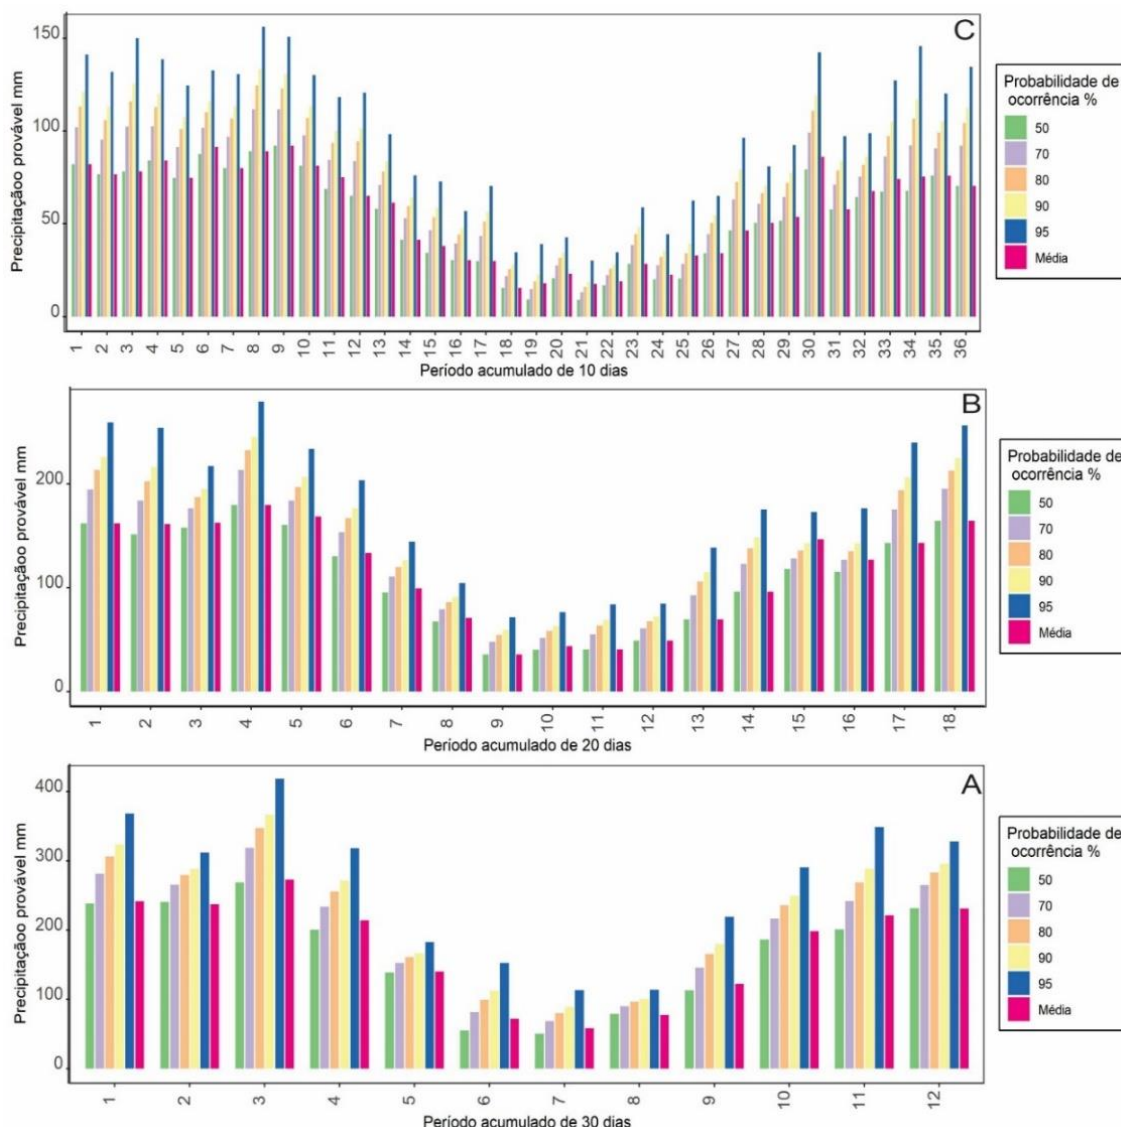 C
Precipitaçãoo provável mm
150
100
50
0
1 2 3 4 5 6 7 8 9 10 11 12 13 14 15 16 17 18 19 20 21 22 23 24 25 26 27 28 29 30 31 32 33 34 35 36
Período acumulado de 10 dias
Probabilidade de
ocorrência %
50
70
80
90
95
Média
B
Precipitaçãoo provável mm
200
100
0
1 2 3 4 5 6 7 8 9 10 11 12 13 14 15 16 17 18
Período acumulado de 20 dias
Probabilidade de
ocorrência %
50
70
80
90
95
Média
A
Precipitaçãoo provável mm
400
300
200
100
0
1 2 3 4 5 6 7 8 9 10 11 12
Período acumulado de 30 dias
Probabilidade de
ocorrência %
50
70
80
90
95
Média